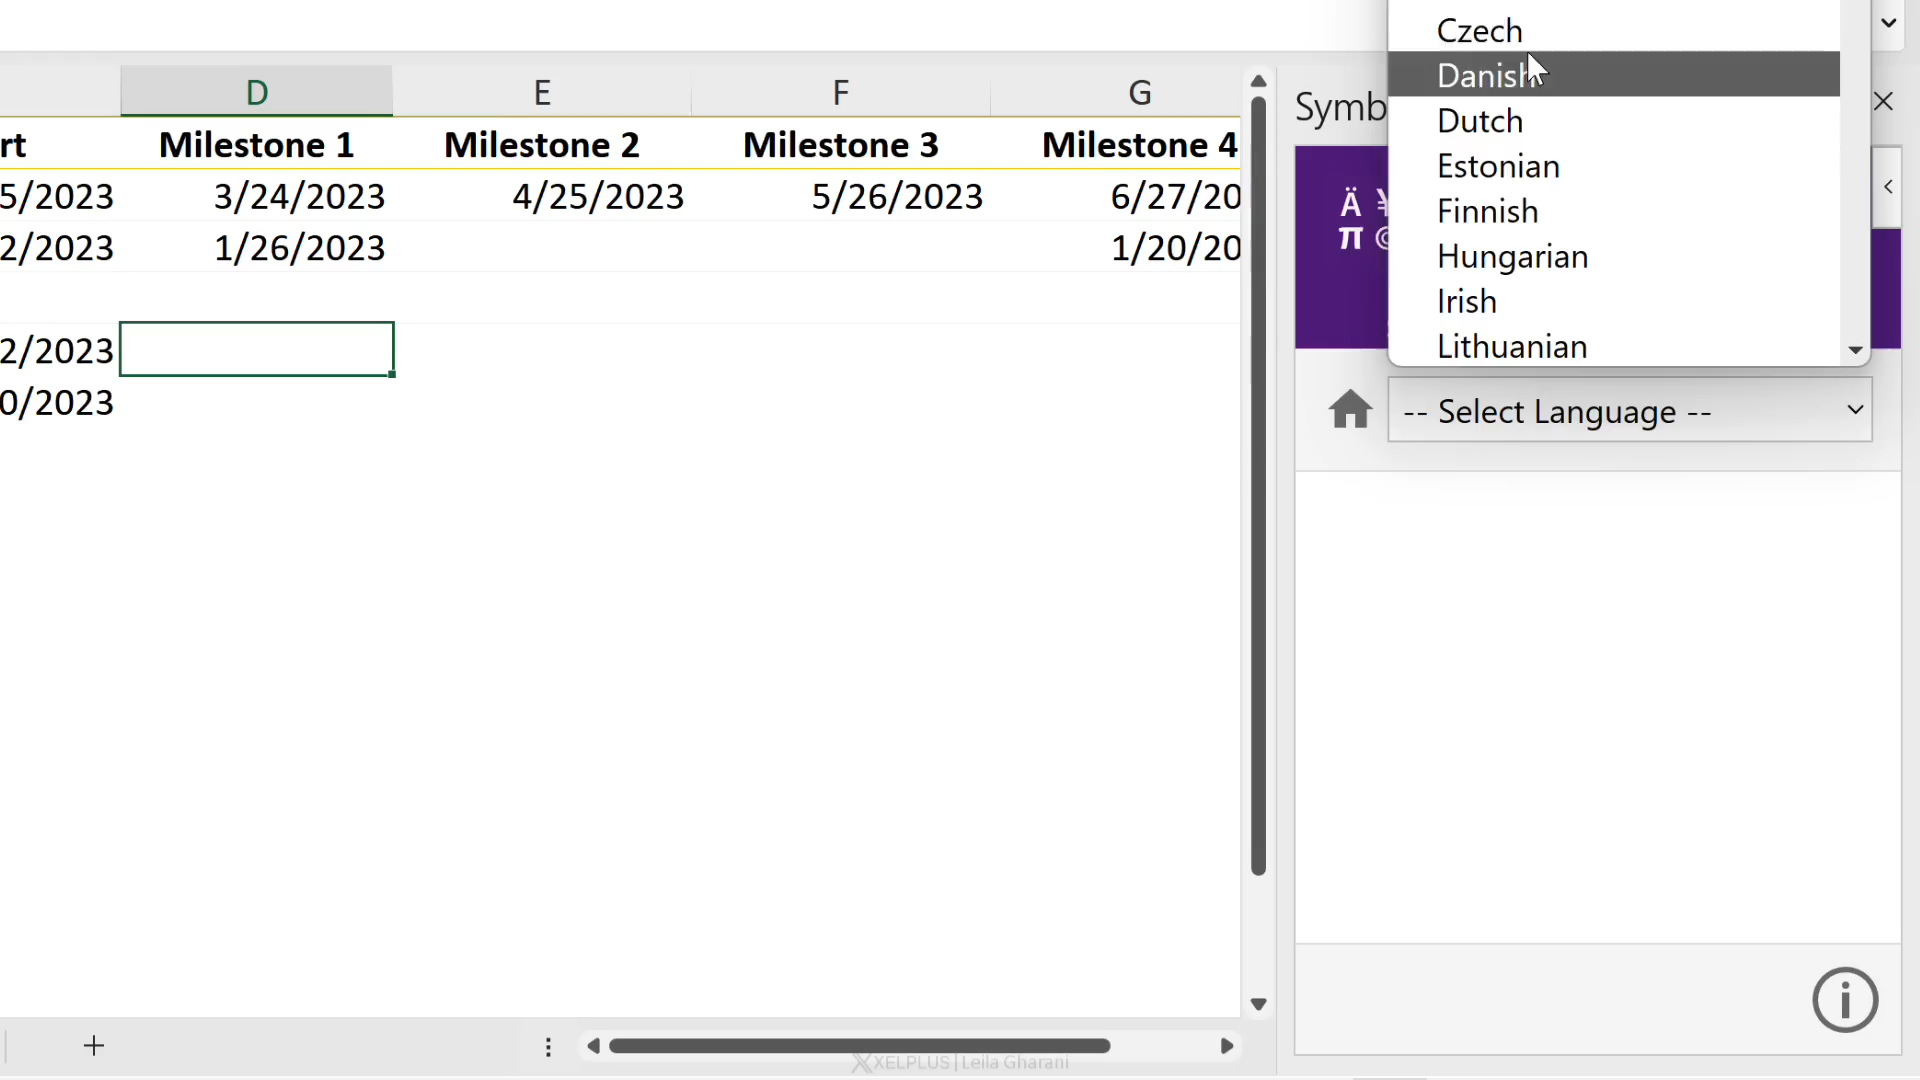 Czech
Danish
Dutch
Estonian
Finnish
Hungarian
Irish
Lithuanian
D E F G
Symb
rt Milestone 1 Milestone 2 Milestone 3 Milestone 4
5/2023 3/24/2023 4/25/2023 5/26/2023 6/27/20
2/2023 1/26/2023 1/20/20
2/2023
0/2023
Ä ¥
π ©
-- Select Language --
XELPLUS | Leila Gharani